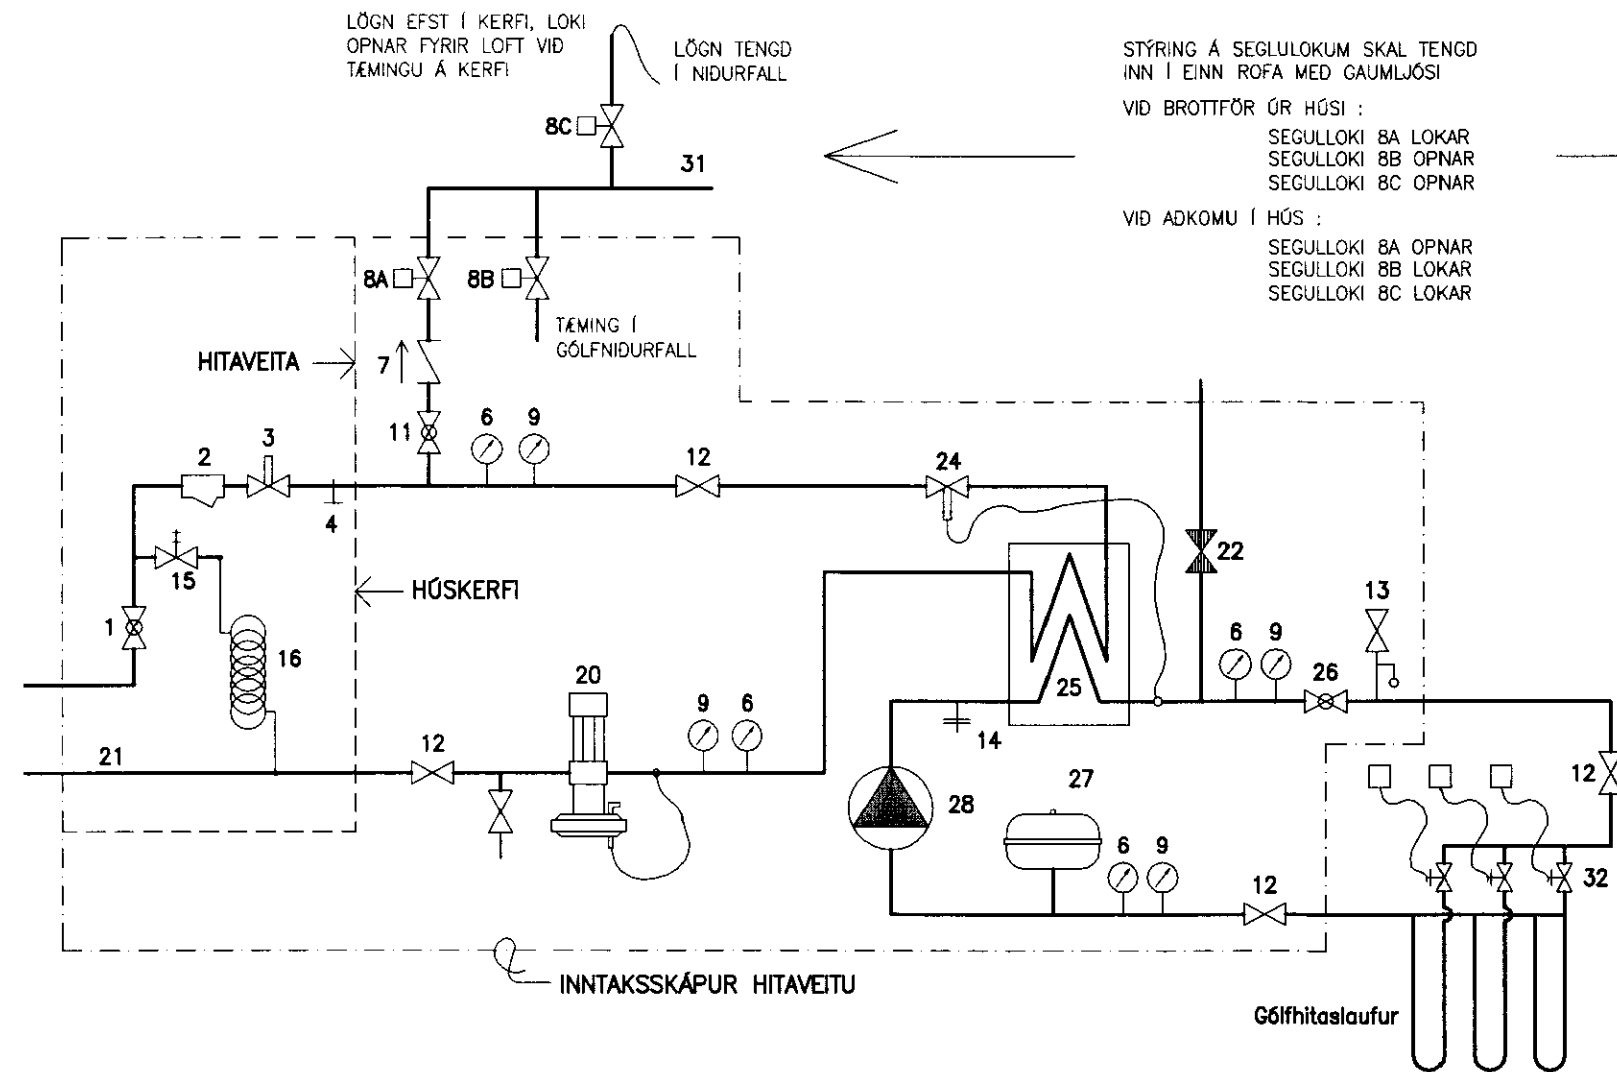 LÖGN EFST Í KERFI, LOKI
OPNAR FYRIR LOFT VIÐ
TÆMINGU Á KERFI
LÖGN TENGD
Í NIÐURFALL
STÝRING Á SEGLULOKUM SKAL TENGD
INN Í EINN ROFA MED GAUMLJÓSI
VIÐ BROTTFÖR ÚR HÚSI :
SEGULLOKI 8A LOKAR
SEGULLOKI 8B OPNAR
SEGULLOKI 8C OPNAR
VIÐ AÐKOMU Í HÚS :
SEGULLOKI 8A OPNAR
SEGULLOKI 8B LOKAR
SEGULLOKI 8C LOKAR
8C
31
8A
8B
TÆMING Í
GÓLFNIÐURFALL
HITAVEITA
7
11
6
9
2
3
12
24
4
15
HÚSKERFI
22
13
1
16
6
9
26
20
25
9
6
14
21
12
27
12
28
6
9
12
32
INNTAKSSKÁPUR HITAVEITU
Gólfhitaslaufur